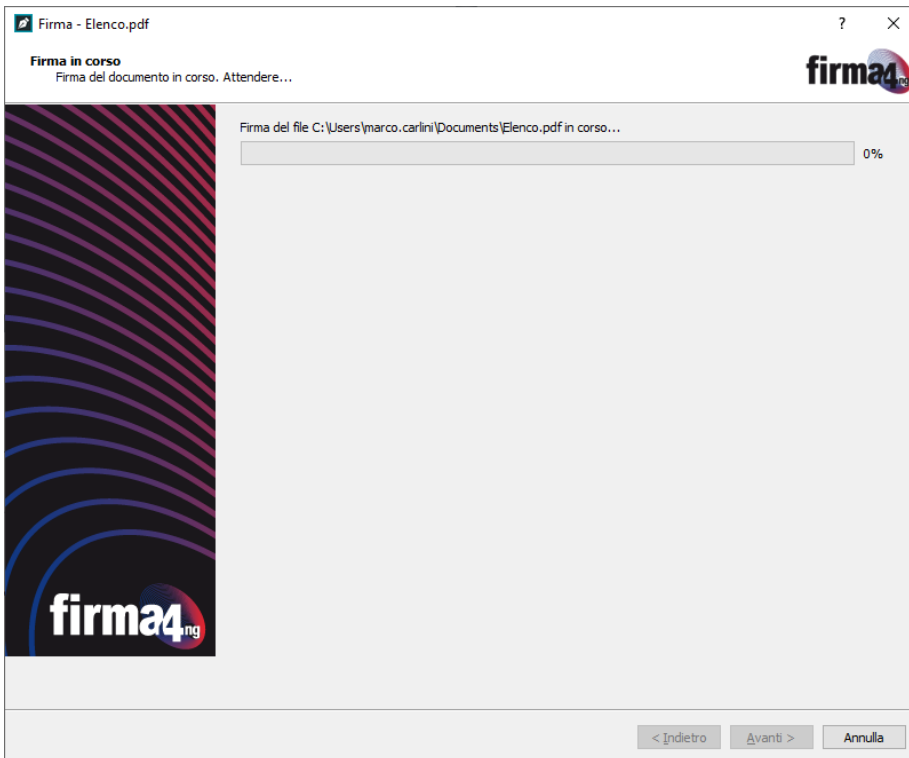 Firma - Elenco.pdf
?
Firma in corso
Firma del documento in corso. Attendere...
firma4ng
Firma del file C:\Users\marco.carlini\Documents\Elenco.pdf in corso...
0%
firma4ng
< Indietro
Avanti >
Annulla